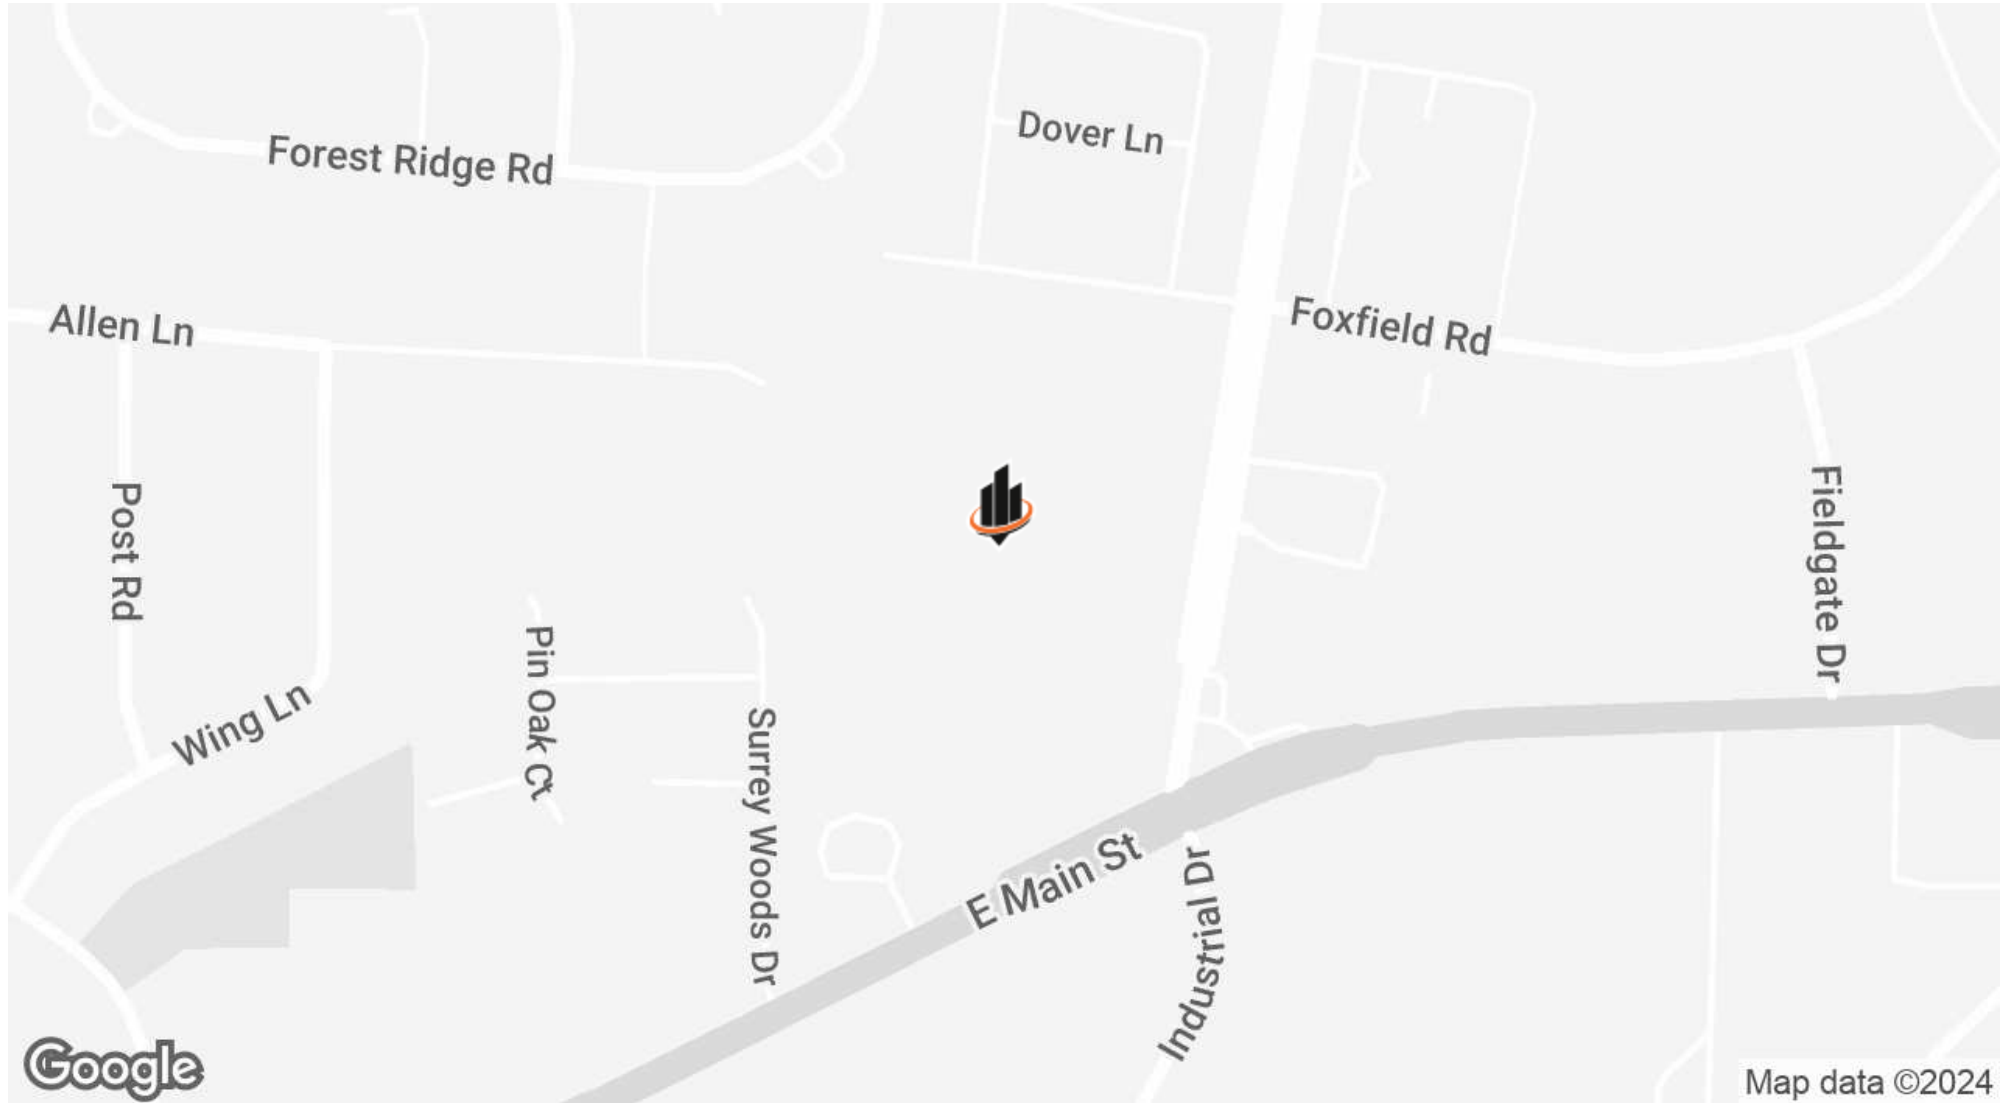 Dover Ln
Forest Ridge Rd
Allen Ln
Foxfield Rd
Post Rd
Fieldgate Dr
Pin Oak Ct
Wing Ln
Surrey Woods Dr
E Main St
Industrial Dr
Google
Map data ©2024